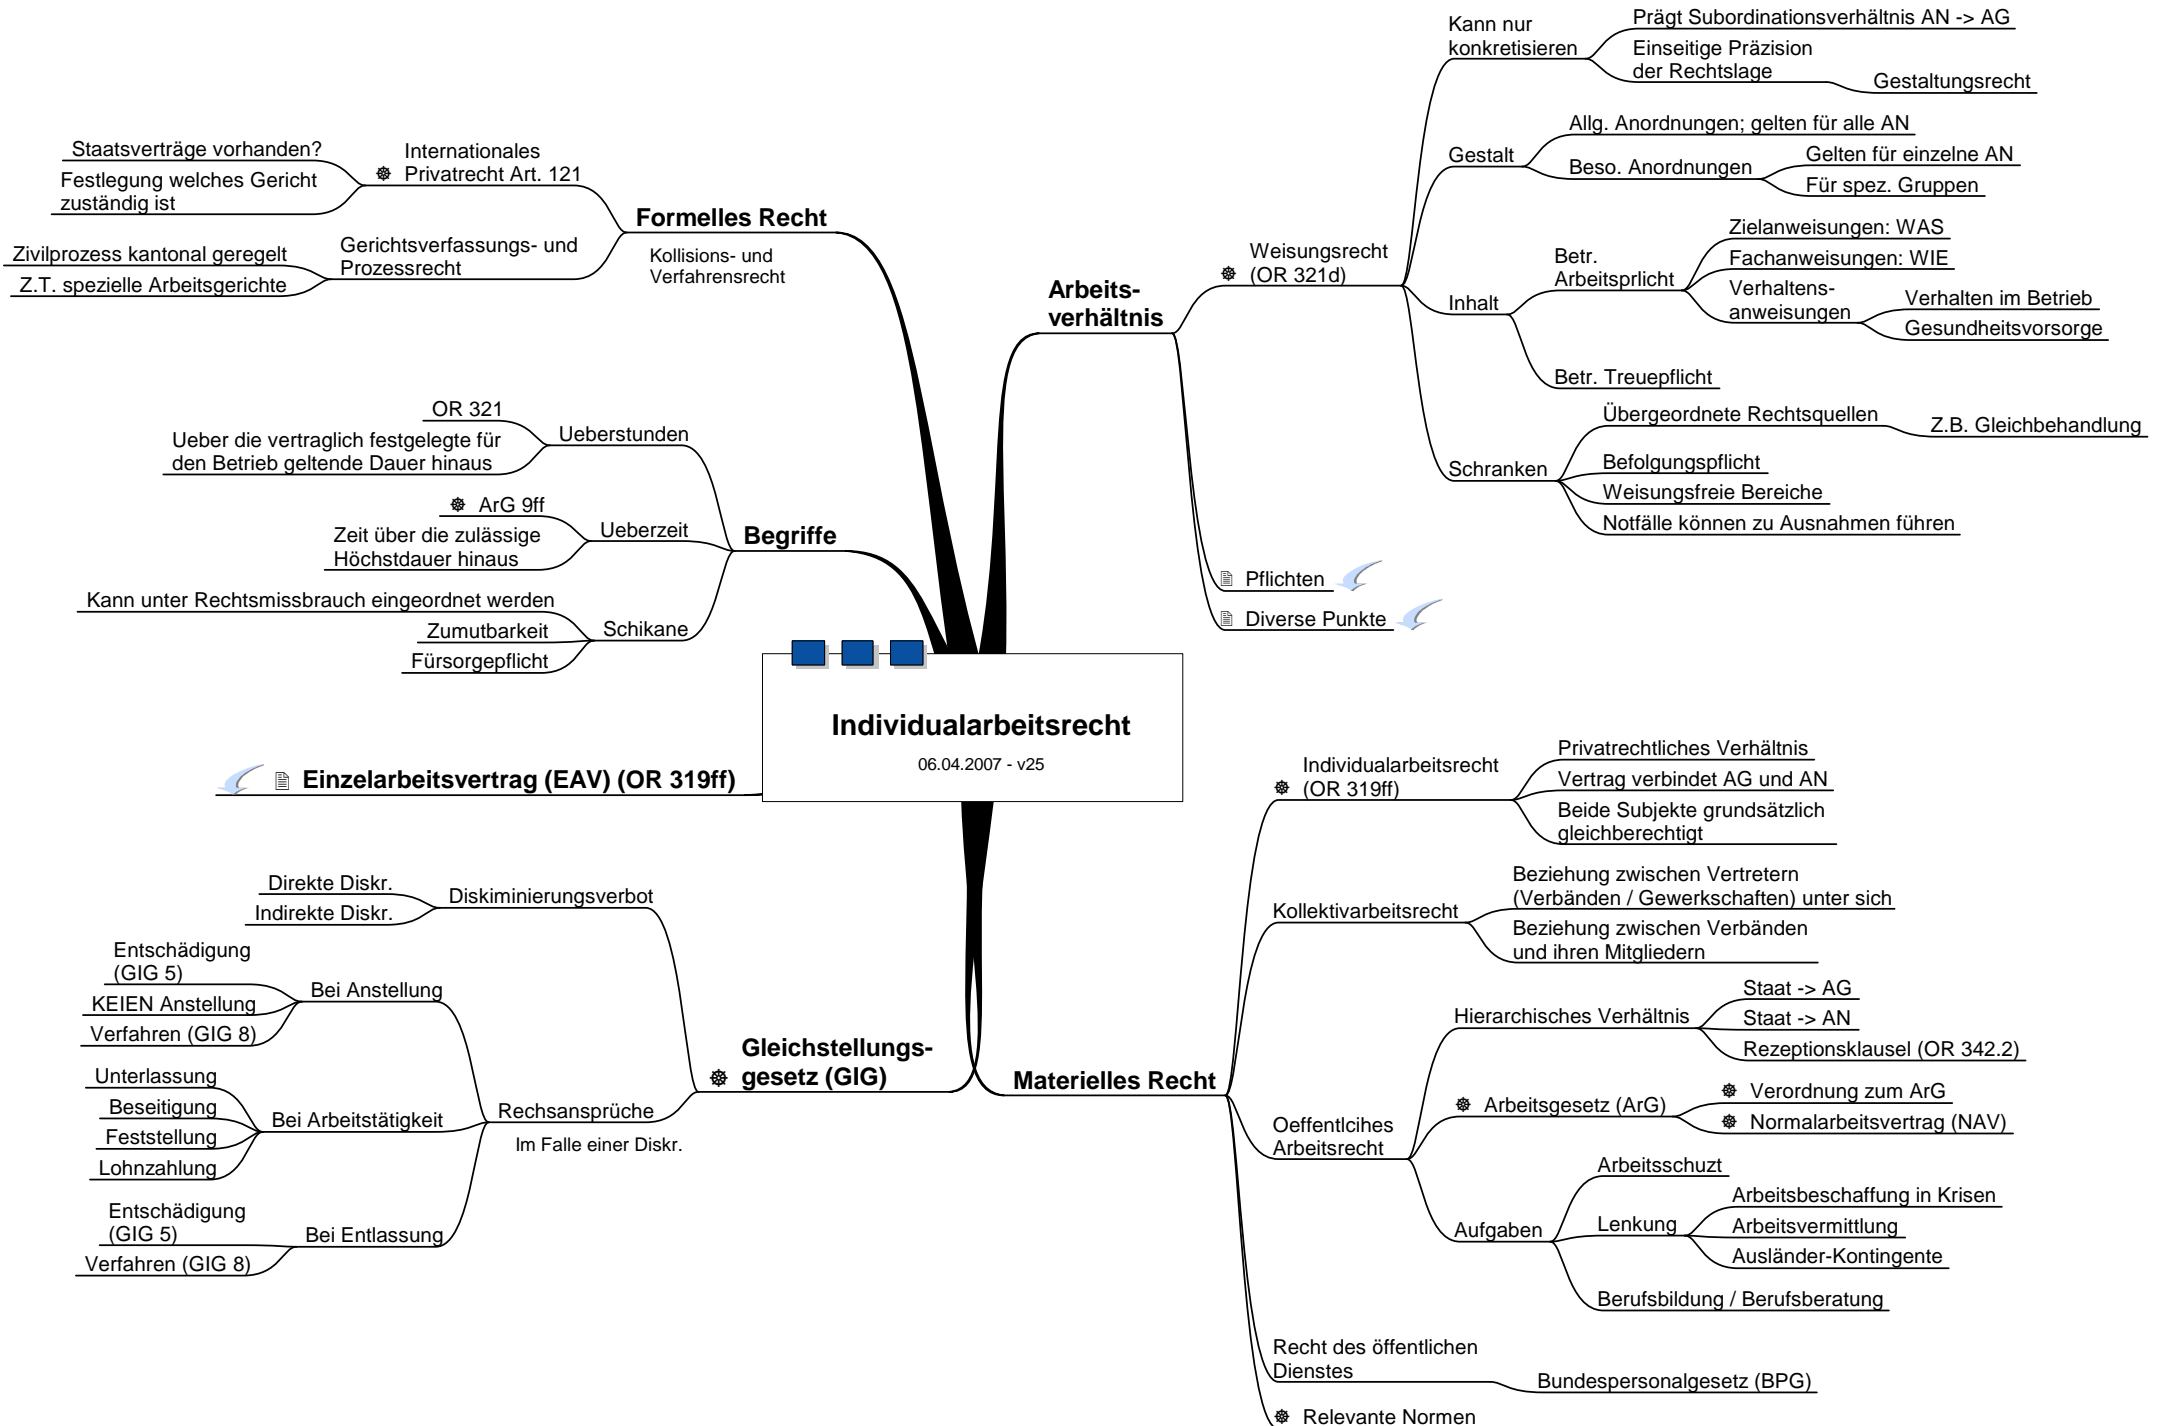 Individualarbeitsrecht
06.04.2007 - v25
Arbeits-
verhältnis
Weisungsrecht
(OR 321d)
Kann nur
konkretisieren
Prägt Subordinationsverhältnis AN -> AG
Einseitige Präzision
der Rechtslage
Gestaltungsrecht
Gestalt
Allg. Anordnungen; gelten für alle AN
Beso. Anordnungen
Gelten für einzelne AN
Für spez. Gruppen
Inhalt
Betr.
Arbeitsprlicht
Zielanweisungen: WAS
Fachanweisungen: WIE
Verhaltens-
anweisungen
Verhalten im Betrieb
Gesundheitsvorsorge
Betr. Treuepflicht
Schranken
Übergeordnete Rechtsquellen
Z.B. Gleichbehandlung
Befolgungspflicht
Weisungsfreie Bereiche
Notfälle können zu Ausnahmen führen
Pflichten
Diverse Punkte
Materielles Recht
Individualarbeitsrecht
(OR 319ff)
Privatrechtliches Verhältnis
Vertrag verbindet AG und AN
Beide Subjekte grundsätzlich
gleichberechtigt
Kollektivarbeitsrecht
Beziehung zwischen Vertretern
(Verbänden / Gewerkschaften) unter sich
Beziehung zwischen Verbänden
und ihren Mitgliedern
Oeffentlcihes
Arbeitsrecht
Hierarchisches Verhältnis
Staat -> AG
Staat -> AN
Rezeptionsklausel (OR 342.2)
Arbeitsgesetz (ArG)
Verordnung zum ArG
Normalarbeitsvertrag (NAV)
Aufgaben
Arbeitsschuzt
Lenkung
Arbeitsbeschaffung in Krisen
Arbeitsvermittlung
Ausländer-Kontingente
Berufsbildung / Berufsberatung
Recht des öffentlichen
Dienstes
Bundespersonalgesetz (BPG)
Relevante Normen
Formelles Recht
Kollisions- und
Verfahrensrecht
Internationales
Privatrecht Art. 121
Staatsverträge vorhanden?
Festlegung welches Gericht
zuständig ist
Gerichtsverfassungs- und
Prozessrecht
Zivilprozess kantonal geregelt
Z.T. spezielle Arbeitsgerichte
Begriffe
Ueberstunden
OR 321
Ueber die vertraglich festgelegte für
den Betrieb geltende Dauer hinaus
Ueberzeit
ArG 9ff
Zeit über die zulässige
Höchstdauer hinaus
Schikane
Kann unter Rechtsmissbrauch eingeordnet werden
Zumutbarkeit
Fürsorgepflicht
Einzelarbeitsvertrag (EAV) (OR 319ff)
Gleichstellungs-
gesetz (GIG)
Diskiminierungsverbot
Direkte Diskr.
Indirekte Diskr.
Rechsansprüche
Im Falle einer Diskr.
Bei Anstellung
Entschädigung
(GIG 5)
KEIEN Anstellung
Verfahren (GIG 8)
Bei Arbeitstätigkeit
Unterlassung
Beseitigung
Feststellung
Lohnzahlung
Bei Entlassung
Entschädigung
(GIG 5)
Verfahren (GIG 8)